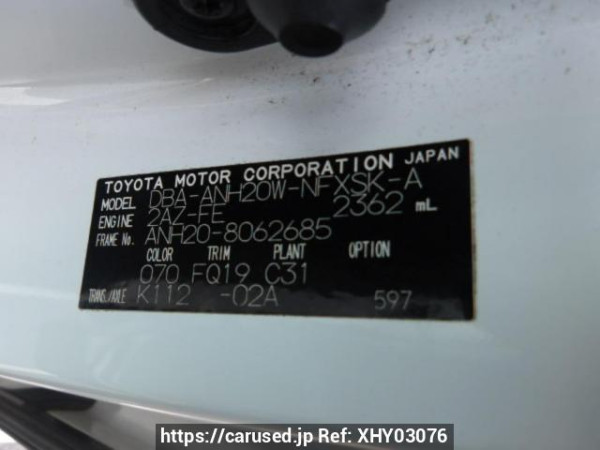 TOYOTA MOTOR CORPORATION JAPAN
MODEL DBA-ANH20W-NFXSK-A
ENGINE 2AZ-FE 2362 mL
FRAME No. ANH20-8062685
COLOR TRIM PLANT OPTION
070 FQ19 C31
TRANS./AXLE K112 -02A 597
https://carused.jp Ref: XHY03076